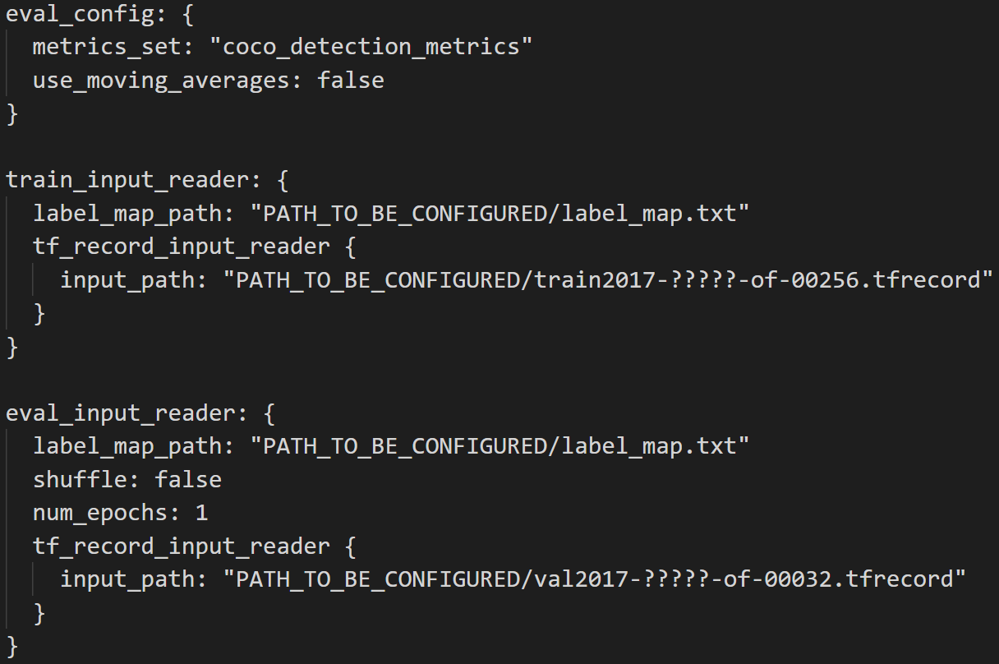 eval_config: {
  metrics_set: "coco_detection_metrics"
  use_moving_averages: false
}

train_input_reader: {
  label_map_path: "PATH_TO_BE_CONFIGURED/label_map.txt"
  tf_record_input_reader {
    input_path: "PATH_TO_BE_CONFIGURED/train2017-?????-of-00256.tfrecord"
  }
}

eval_input_reader: {
  label_map_path: "PATH_TO_BE_CONFIGURED/label_map.txt"
  shuffle: false
  num_epochs: 1
  tf_record_input_reader {
    input_path: "PATH_TO_BE_CONFIGURED/val2017-?????-of-00032.tfrecord"
  }
}